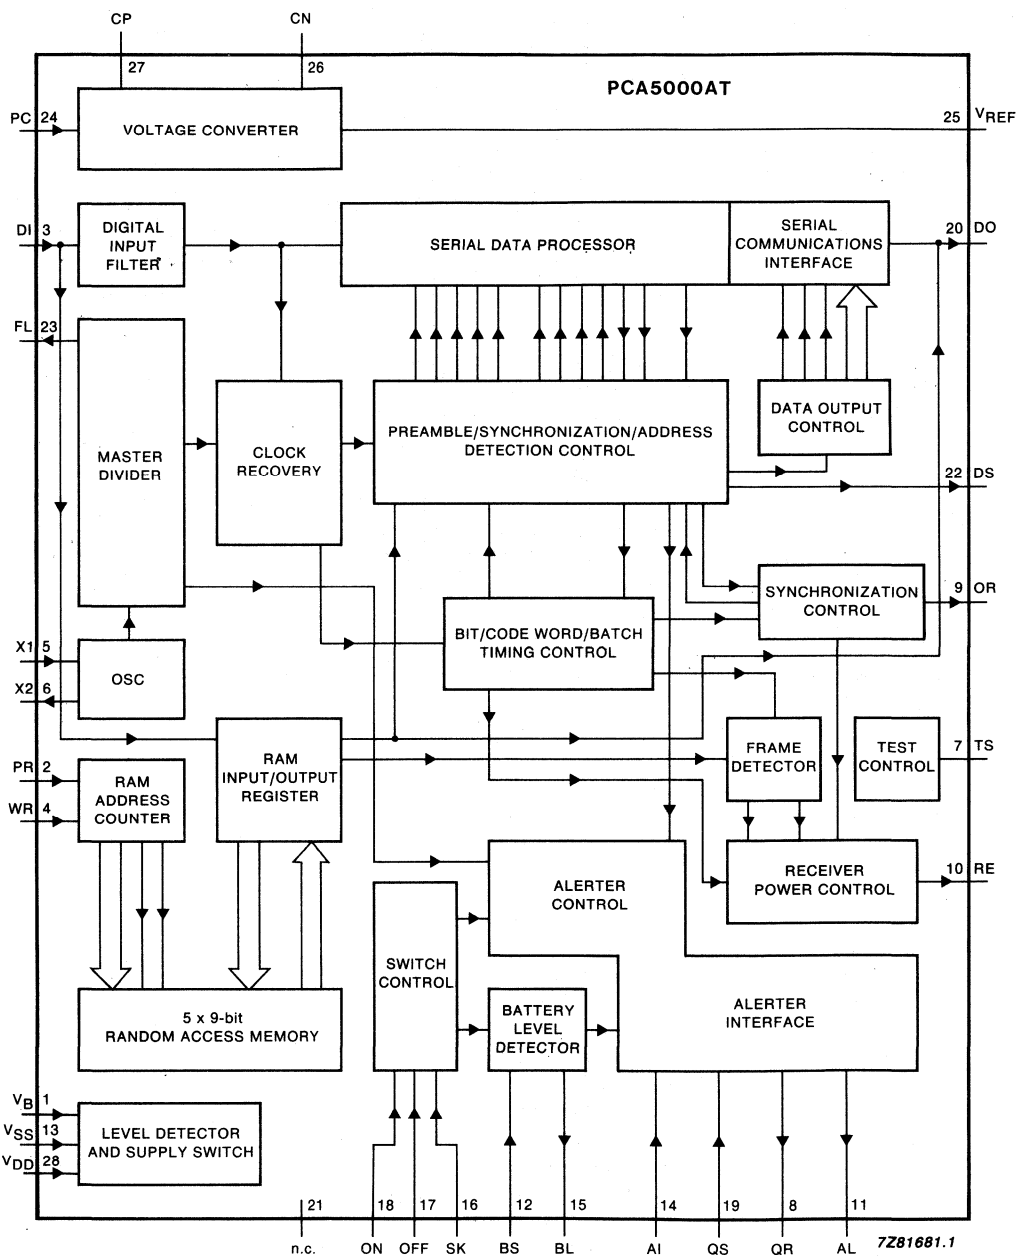 CP
CN
27
26
PCA5000AT
PC 24
VOLTAGE CONVERTER
25 VREF
DI 3
DIGITAL
INPUT
FILTER
SERIAL DATA PROCESSOR
SERIAL
COMMUNICATIONS
INTERFACE
20 DO
FL 23
MASTER
DIVIDER
CLOCK
RECOVERY
PREAMBLE/SYNCHRONIZATION/ADDRESS
DETECTION CONTROL
DATA OUTPUT
CONTROL
22 DS
BIT/CODE WORD/BATCH
TIMING CONTROL
SYNCHRONIZATION
CONTROL
9 OR
X1 5
X2 6
OSC
RAM
INPUT/OUTPUT
REGISTER
FRAME
DETECTOR
TEST
CONTROL
7 TS
PR 2
WR 4
RAM
ADDRESS
COUNTER
ALERTER
CONTROL
RECEIVER
POWER CONTROL
10 RE
SWITCH
CONTROL
5 x 9-bit
RANDOM ACCESS MEMORY
BATTERY
LEVEL
DETECTOR
ALERTER
INTERFACE
VB 1
VSS 13
VDD 28
LEVEL DETECTOR
AND SUPPLY SWITCH
21
18
17
16
12
15
14
19
8
11
n.c.
ON
OFF
SK
BS
BL
AI
QS
QR
AL
7Z81681.1